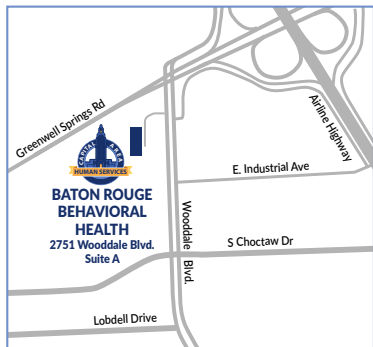 Greenwell Springs Rd
Airline Highway
CAPITAL AREA
HUMAN SERVICES
E. Industrial Ave
BATON ROUGE
BEHAVIORAL
HEALTH
2751 Wooddale Blvd.
Suite A
Wooddale Blvd.
S Choctaw Dr
Lobdell Drive